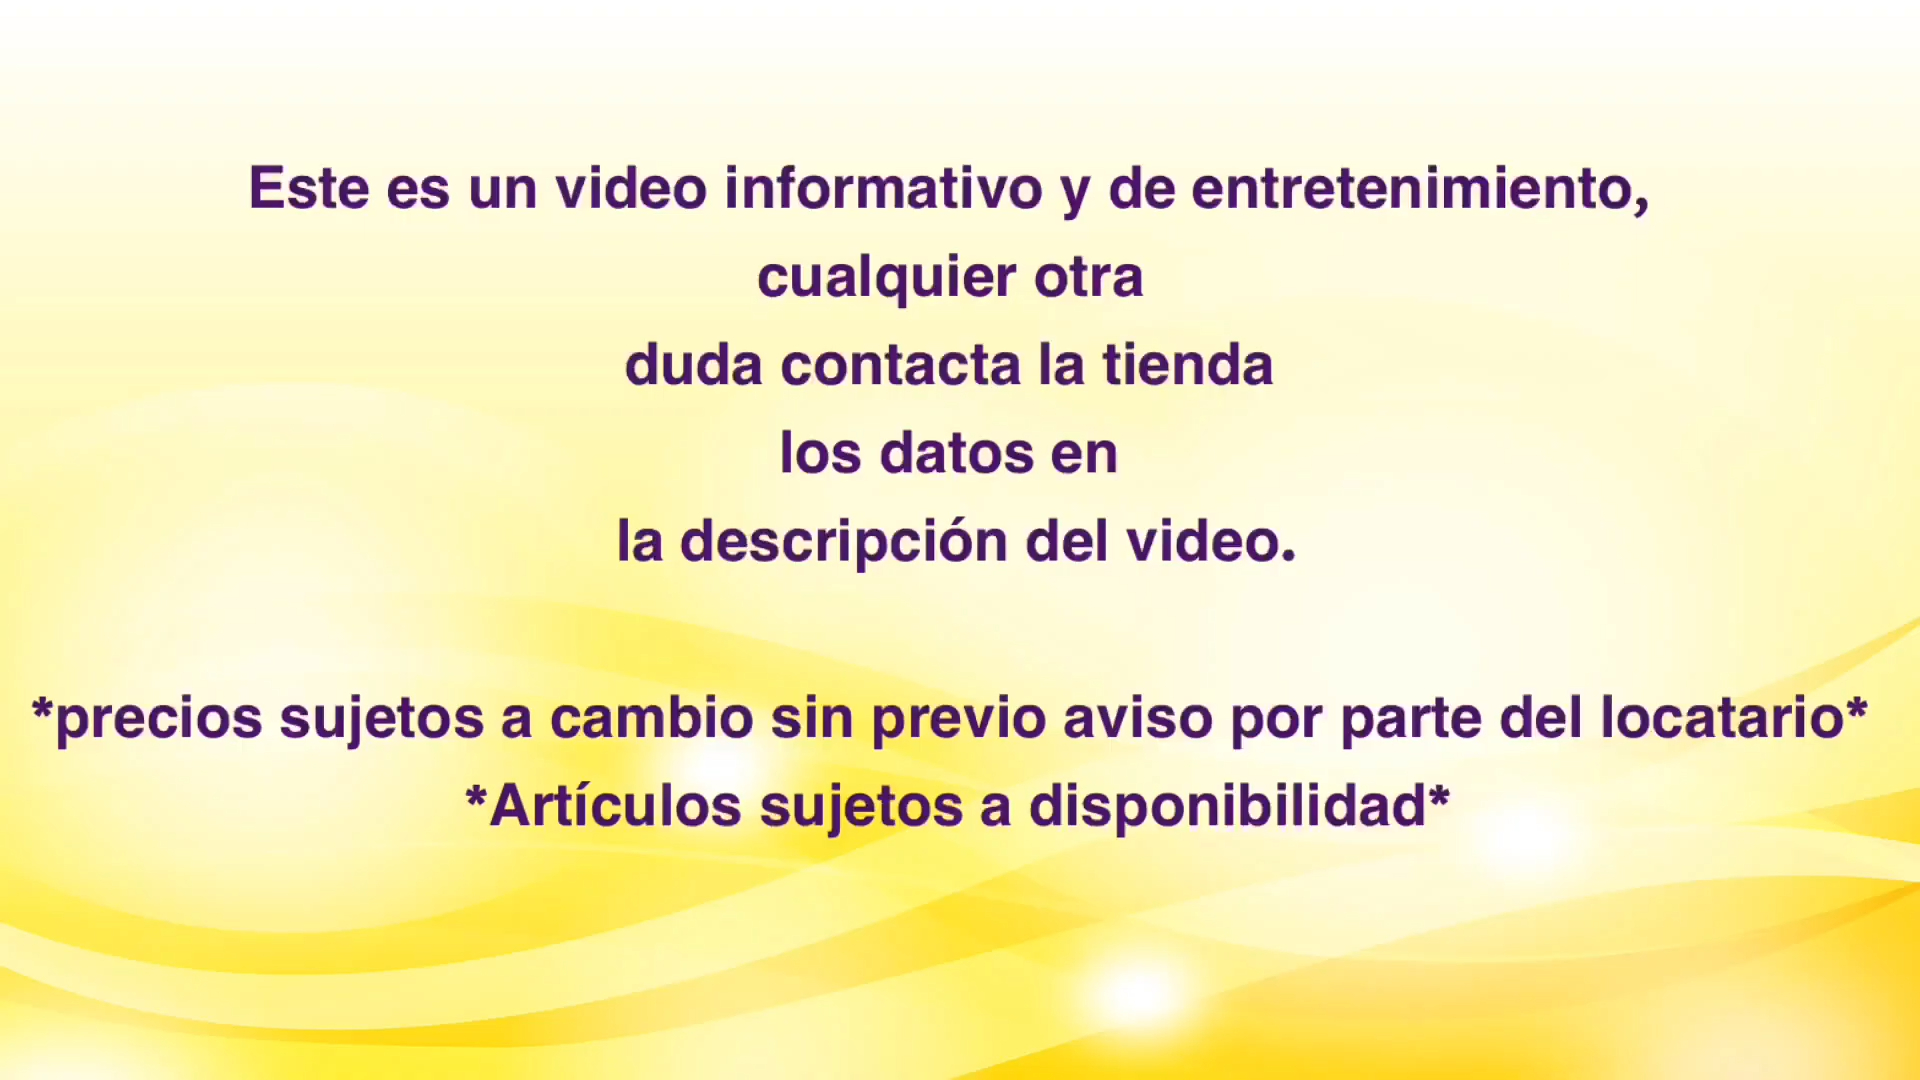 Este es un video informativo y de entretenimiento,
cualquier otra
duda contacta la tienda
los datos en
la descripción del video.
*precios sujetos a cambio sin previo aviso por parte del locatario*
*Artículos sujetos a disponibilidad*